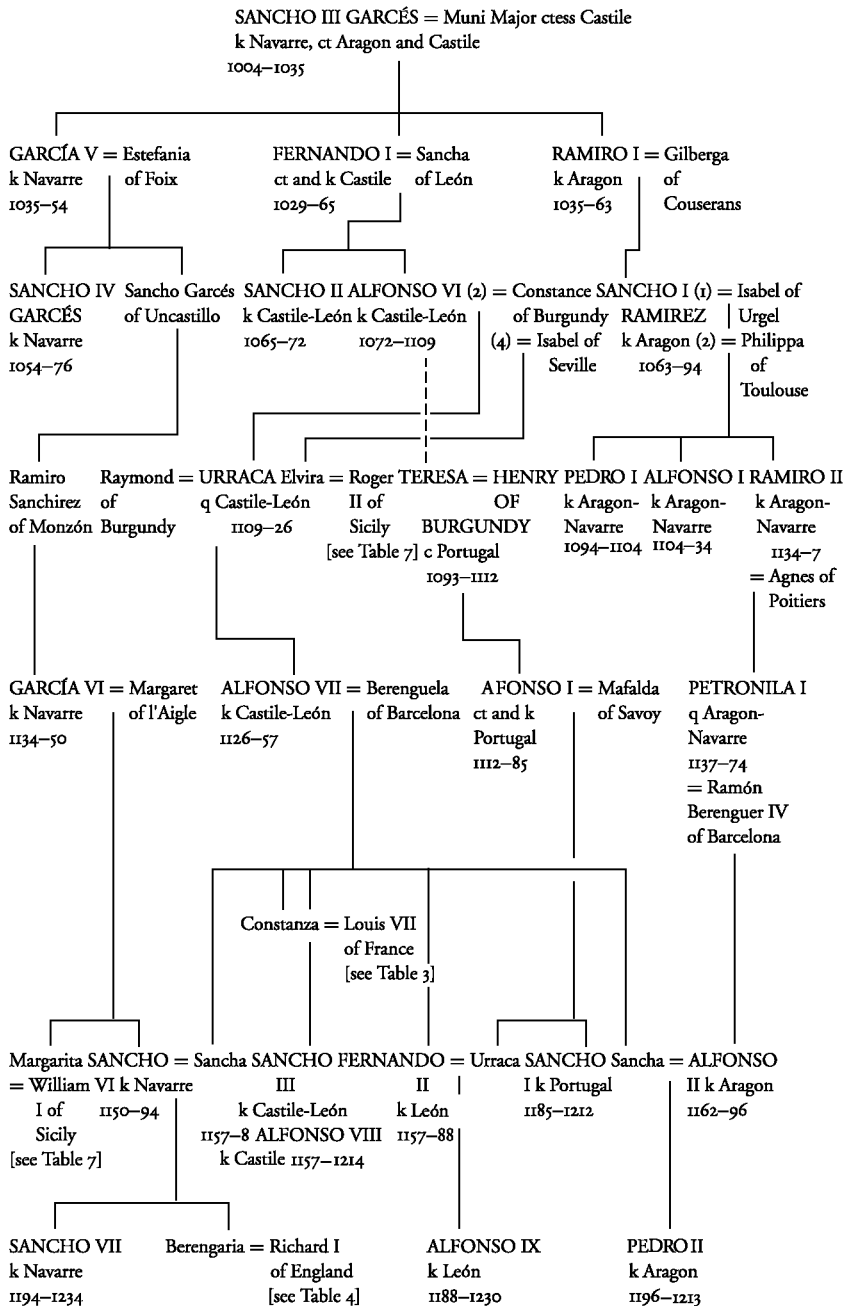 SANCHO III GARCÉS = Muni Major ctess Castile
k Navarre, ct Aragon and Castile
1004–1035
GARCÍA V = Estefania
k Navarre of Foix
1035–54
FERNANDO I = Sancha
ct and k Castile of León
1029–65
RAMIRO I = Gilberga
k Aragon of
1035–63 Couserans
SANCHO IV
GARCÉS
k Navarre
1054–76
Sancho Garcés
of Uncastillo
SANCHO II
k Castile-León
1065–72
ALFONSO VI (2) = Constance
k Castile-León of Burgundy
1072–1109 (4) = Isabel of
Seville
SANCHO I (1) = Isabel of
RAMIREZ Urgel
k Aragon (2) = Philippa
1063–94 of
Toulouse
Ramiro
Sanchirez
of Monzón
Raymond = URRACA
of q Castile-León
Burgundy 1109–26
Elvira = Roger
II of
Sicily
[see Table 7]
TERESA = HENRY
OF
BURGUNDY
c Portugal
1093–1112
PEDRO I
k Aragon-
Navarre
1094–1104
ALFONSO I
k Aragon-
Navarre
1104–34
RAMIRO II
k Aragon-
Navarre
1134–7
= Agnes of
Poitiers
GARCÍA VI = Margaret
k Navarre of l'Aigle
1134–50
ALFONSO VII = Berenguela
k Castile-León of Barcelona
1126–57
AFONSO I = Mafalda
ct and k of Savoy
Portugal
1112–85
PETRONILA I
q Aragon-
Navarre
1137–74
= Ramón
Berenguer IV
of Barcelona
Constanza = Louis VII
of France
[see Table 3]
Margarita
= William
I of
Sicily
[see Table 7]
SANCHO = Sancha
VI k Navarre
1150–94
SANCHO
III
k Castile-León
1157–8 ALFONSO VIII
k Castile 1157–1214
FERNANDO = Urraca
II
k León
1157–88
SANCHO
I k Portugal
1185–1212
Sancha = ALFONSO
II k Aragon
1162–96
SANCHO VII
k Navarre
1194–1234
Berengaria = Richard I
of England
[see Table 4]
ALFONSO IX
k León
1188–1230
PEDRO II
k Aragon
1196–1213